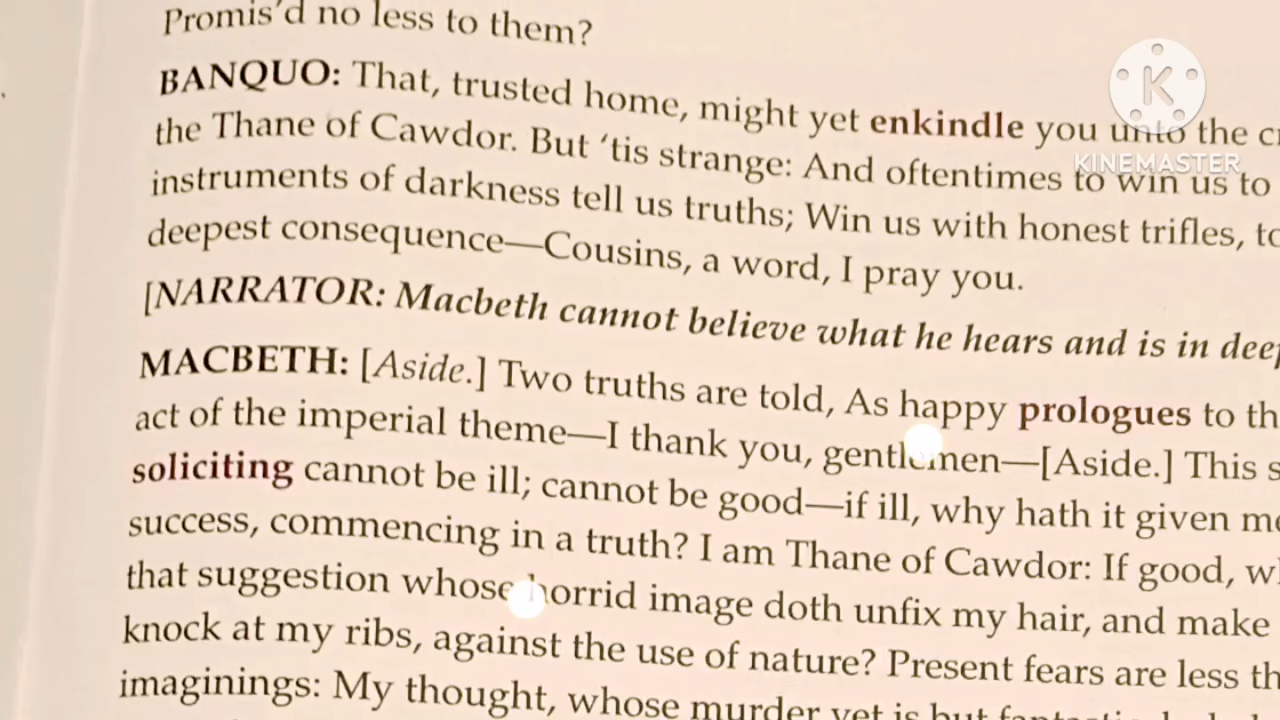 Promis'd no less to them?
BANQUO: That, trusted home, might yet enkindle you unto the
the Thane of Cawdor. But 'tis strange: And oftentimes to win us to
instruments of darkness tell us truths; Win us with honest trifles,
deepest consequence—Cousins, a word, I pray you.
[NARRATOR: Macbeth cannot believe what he hears and is in
MACBETH: [Aside.] Two truths are told, As happy prologues to
act of the imperial theme—I thank you, gentlemen—[Aside.] This
soliciting cannot be ill; cannot be good—if ill, why hath it given
success, commencing in a truth? I am Thane of Cawdor: If good,
that suggestion whose horrid image doth unfix my hair, and make
knock at my ribs, against the use of nature? Present fears are less
imaginings: My thought, whose murder yet is but
K
KINEMASTER